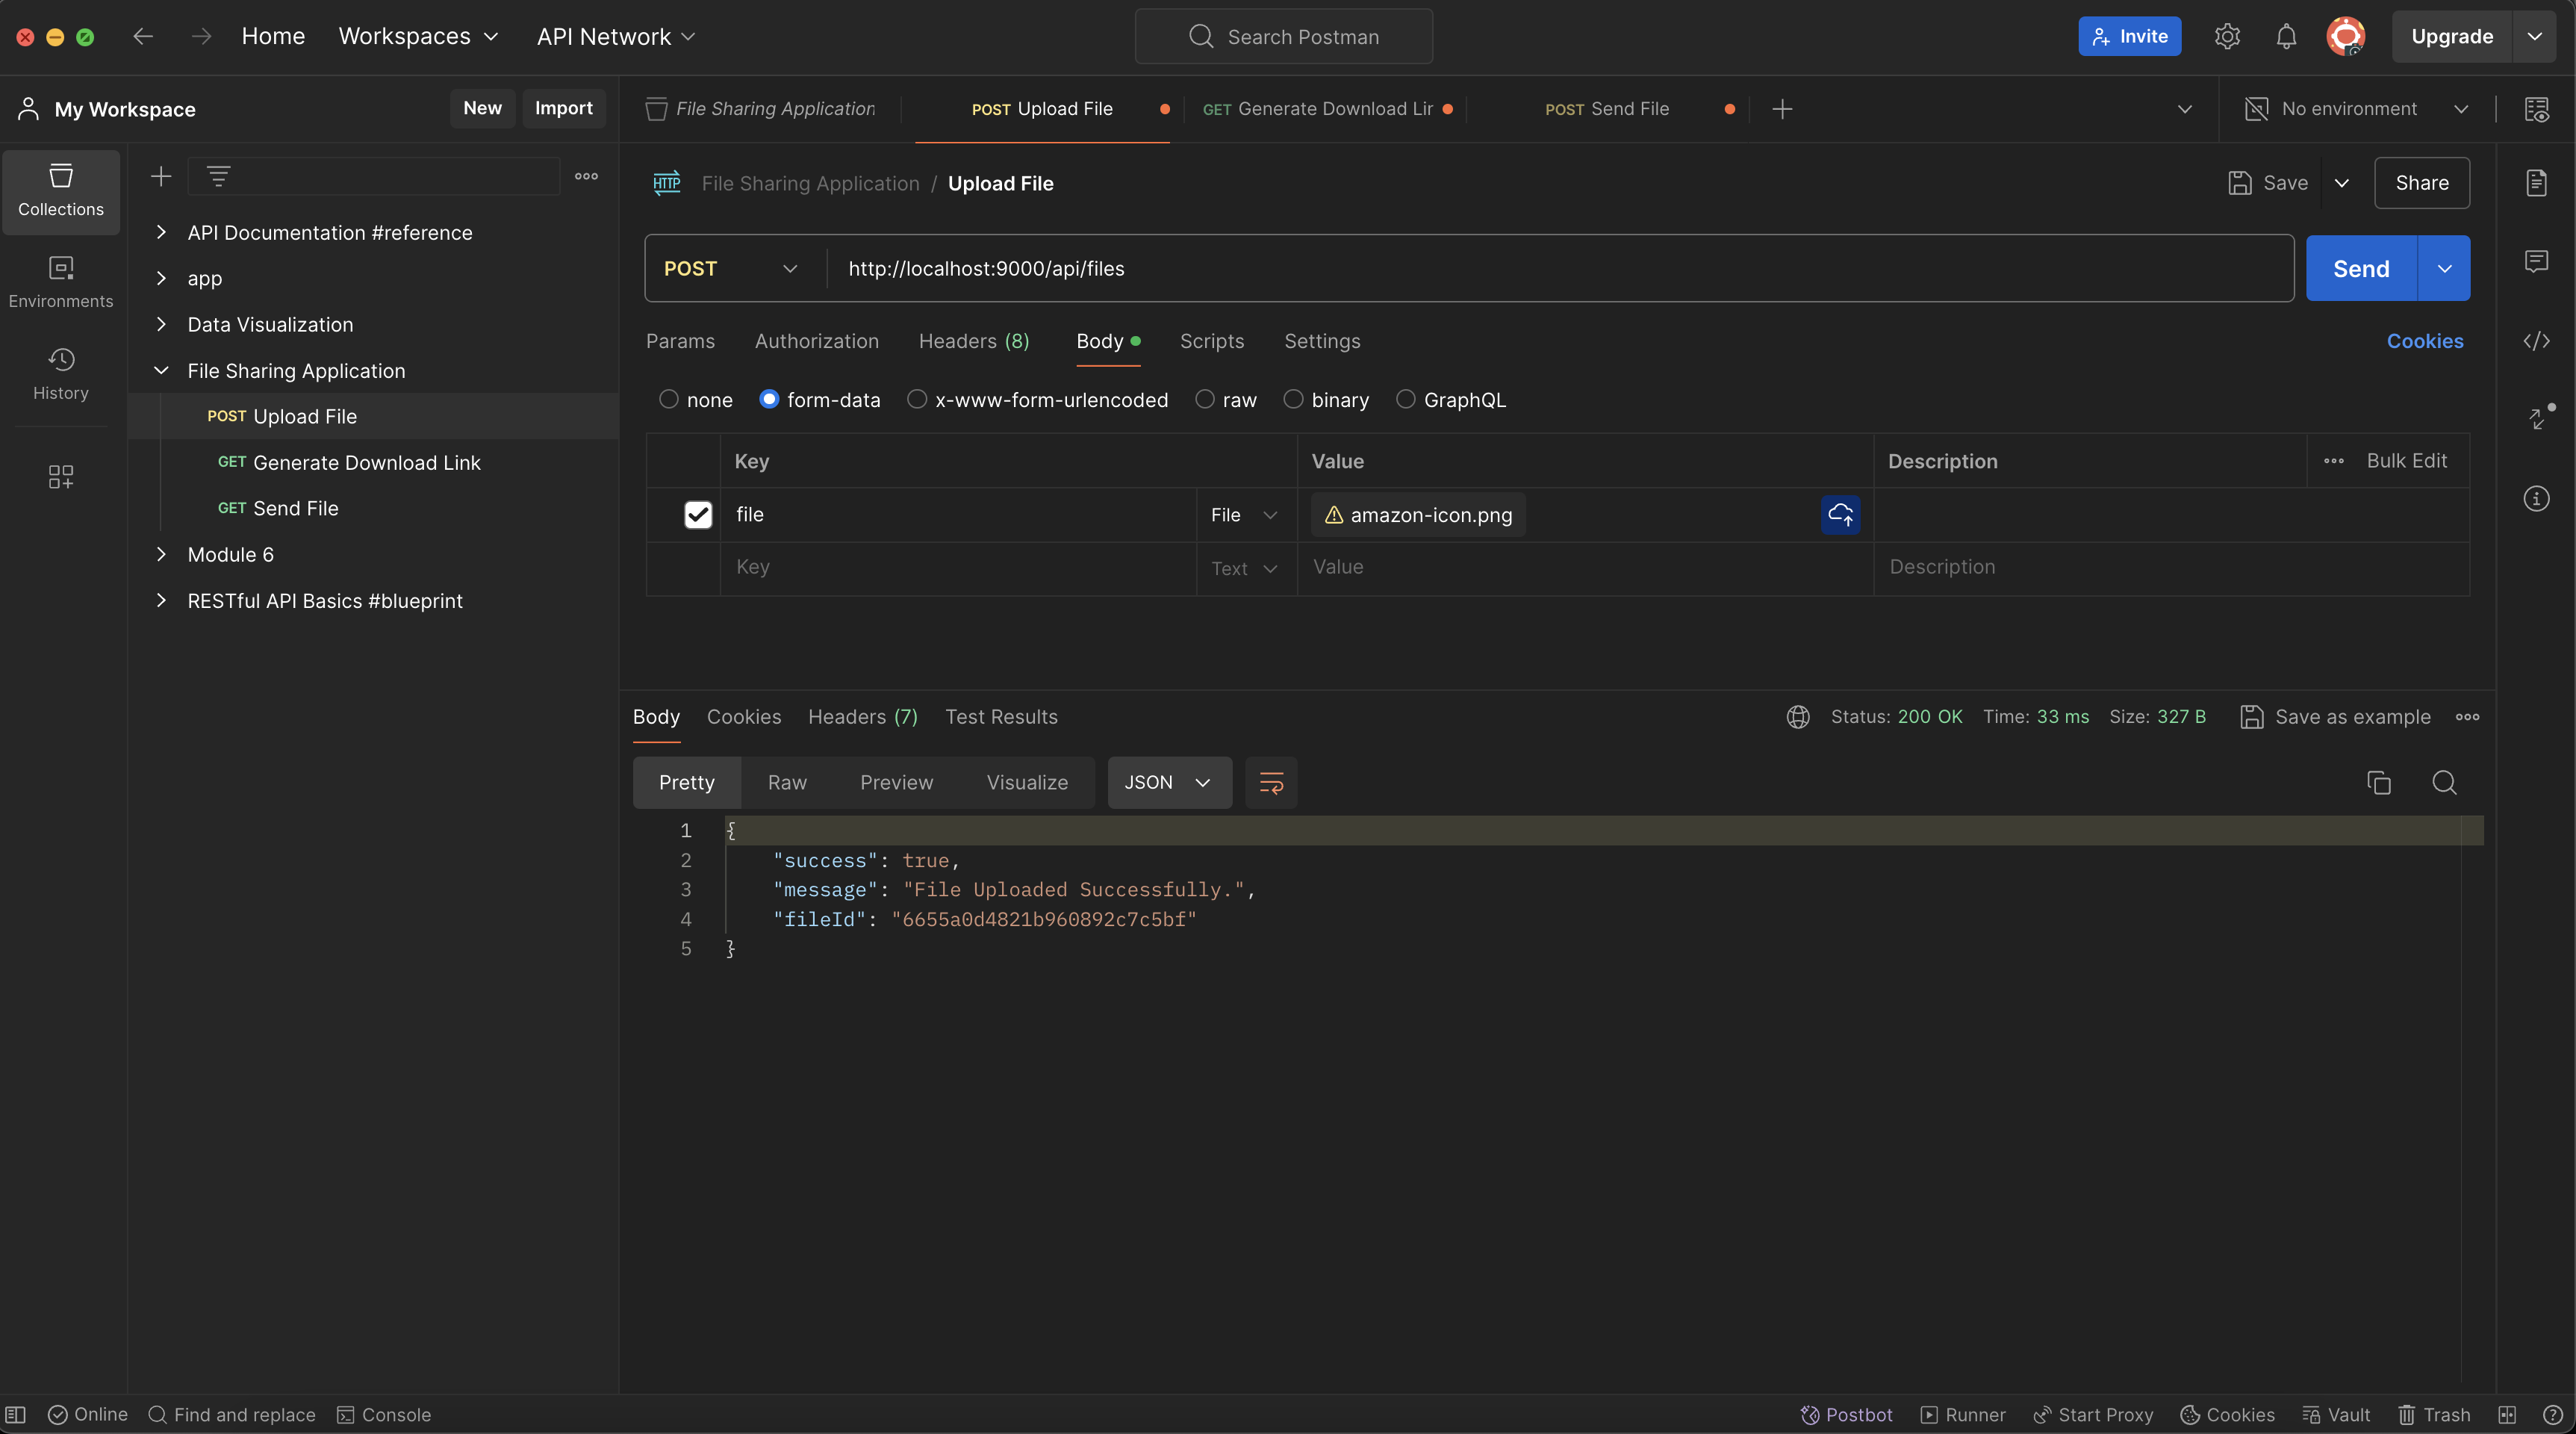 Home Workspaces API Network Search Postman Invite Upgrade
My Workspace New Import File Sharing Application POST Upload File GET Generate Download Lir POST Send File No environment
Collections
Environments
History
API Documentation #reference
app
Data Visualization
File Sharing Application
POST Upload File
GET Generate Download Link
GET Send File
Module 6
RESTful API Basics #blueprint
HTTP File Sharing Application / Upload File Save Share
POST http://localhost:9000/api/files Send
Params Authorization Headers (8) Body Scripts Settings Cookies
none form-data x-www-form-urlencoded raw binary GraphQL
Key Value Description Bulk Edit
file File amazon-icon.png
Key Text Value Description
Body Cookies Headers (7) Test Results Status: 200 OK Time: 33 ms Size: 327 B Save as example
Pretty Raw Preview Visualize JSON
1 {
2 "success": true,
3 "message": "File Uploaded Successfully.",
4 "fileId": "6655a0d4821b960892c7c5bf"
5 }
Online Find and replace Console Postbot Runner Start Proxy Cookies Vault Trash